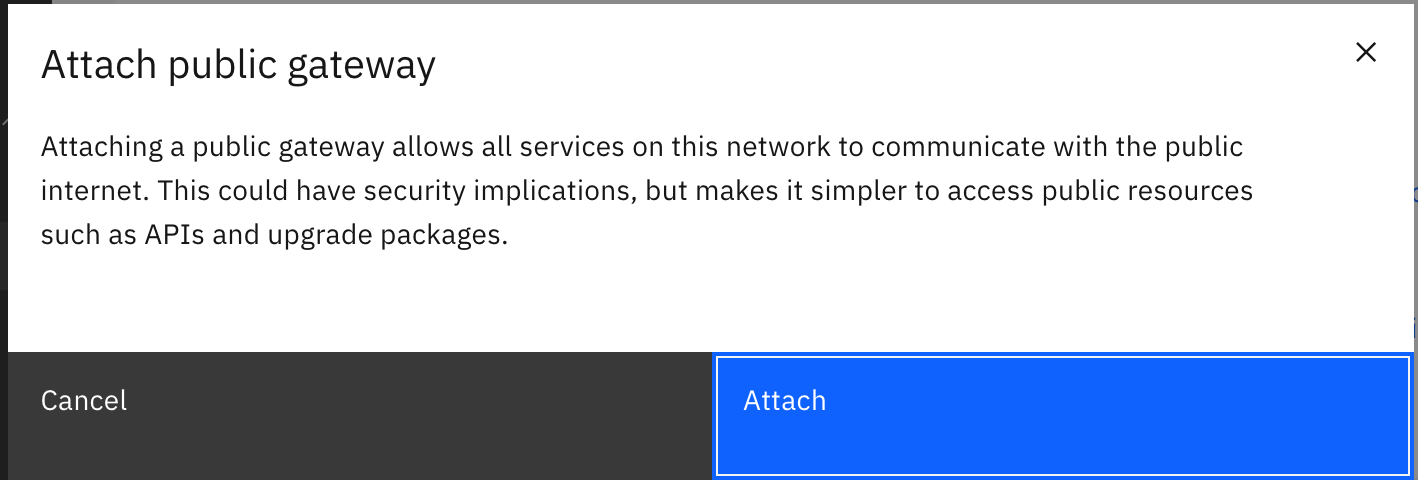 Attach public gateway
Attaching a public gateway allows all services on this network to communicate with the public
internet. This could have security implications, but makes it simpler to access public resources
such as APIs and upgrade packages.
Cancel
Attach